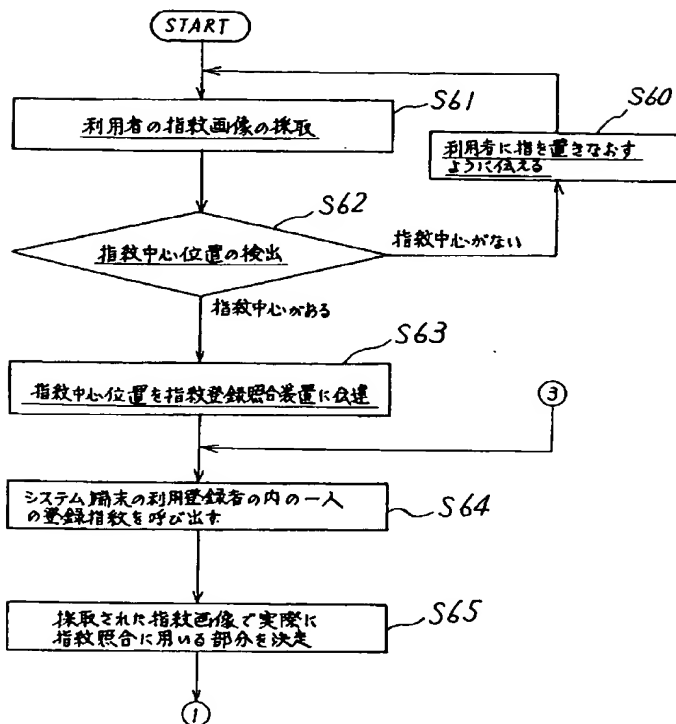 START
S61
利用者の指紋画像の採取
S60
利用者に指を置きなおす
ように伝える
S62
指紋中心位置の検出
指紋中心がない
指紋中心がある
S63
指紋中心位置を指紋登録照合装置に伝達
③
システム端末の利用登録者の内の一人
の登録指紋を呼び出す
S64
採取された指紋画像で実際に
指紋照合に用いる部分を決定
S65
①